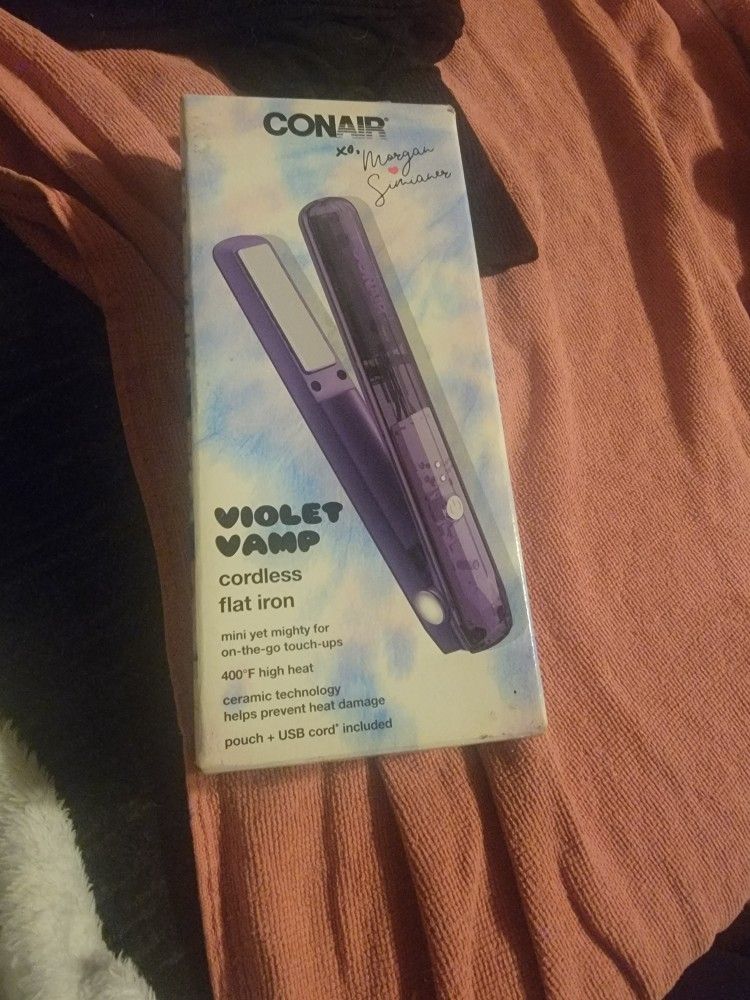 CONAIR®
xo, Morgan
Simianer
CONAIR
VIOLET
VAMP
cordless
flat iron
mini yet mighty for
on-the-go touch-ups
400°F high heat
ceramic technology
helps prevent heat damage
pouch + USB cord* included